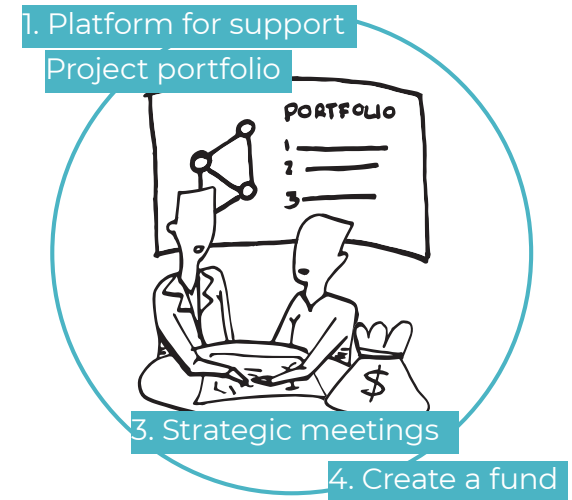 1. Platform for support
Project portfolio
PORTFOLIO
1
2
3
$
3. Strategic meetings
4. Create a fund